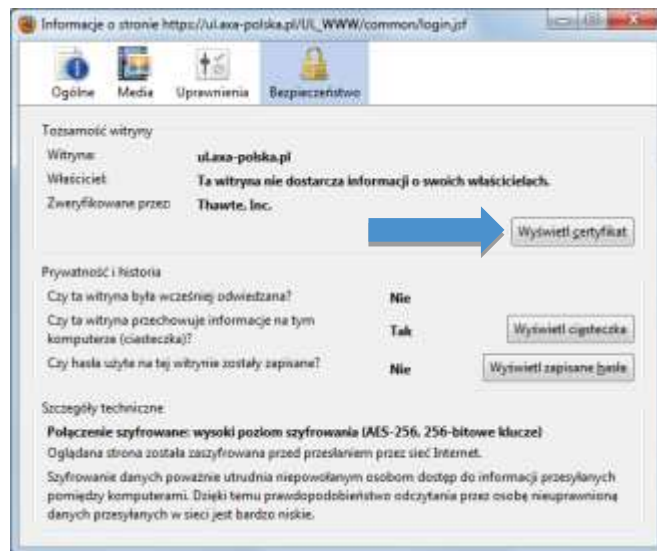 Informacje o stronie https://ul.axa-polska.pl/UL_WWW/common/login.jsf
Ogólne Media Uprawnienia Bezpieczeństwo
Tożsamość witryny
Witryna: ul.axa-polska.pl
Właściciel: Ta witryna nie dostarcza informacji o swoich właścicielach.
Zweryfikowane przez: Thawte, Inc.
Wyświetl certyfikat
Prywatność i historia
Czy ta witryna była wcześniej odwiedzana? Nie
Czy ta witryna przechowuje informacje na tym Tak Wyświetl ciasteczka
komputerze (ciasteczka)?
Czy hasła użyte na tej witrynie zostały zapisane? Nie Wyświetl zapisane hasła
Szczegóły techniczne
Połączenie szyfrowane: wysoki poziom szyfrowania (AES-256, 256-bitowe klucze)
Oglądana strona została zaszyfrowana przed przesłaniem przez sieć Internet.
Szyfrowanie danych poważnie utrudnia niepowołanym osobom dostęp do informacji przesyłanych
pomiędzy komputerami. Dzięki temu prawdopodobieństwo odczytania przez osobę nieuprawnioną
danych przesyłanych w sieci jest bardzo niskie.